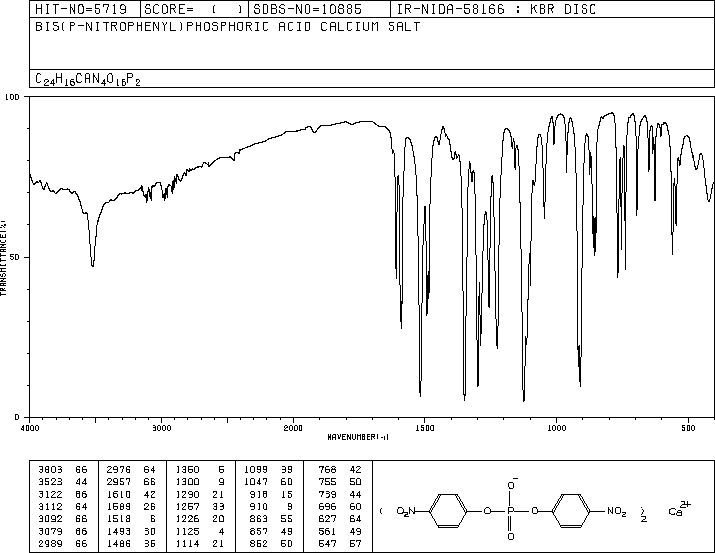 HIT-NO=5719 SCORE= ( ) SDBS-NO=10885 IR-NIDA-58166 : KBR DISC
BIS(P-NITROPHENYL)PHOSPHORIC ACID CALCIUM SALT
C24H16CAN4O16P2
100
50
0
TRANSMITTANCE(%)
4000 3000 2000 1500 1000 500
WAVENUMBER(-1)
3803 66 2976 64 1350 5 1099 39 768 42
3523 44 2957 66 1300 9 1047 60 755 50
3122 66 1610 42 1290 21 918 15 739 44
3112 64 1589 26 1257 33 910 9 696 60
3092 66 1518 6 1226 20 863 55 627 64
3079 66 1493 30 1125 4 857 49 561 49
2989 66 1486 36 1114 21 852 50 547 57
( NO2 O P O NO2 )2 Ca2+
O-
O